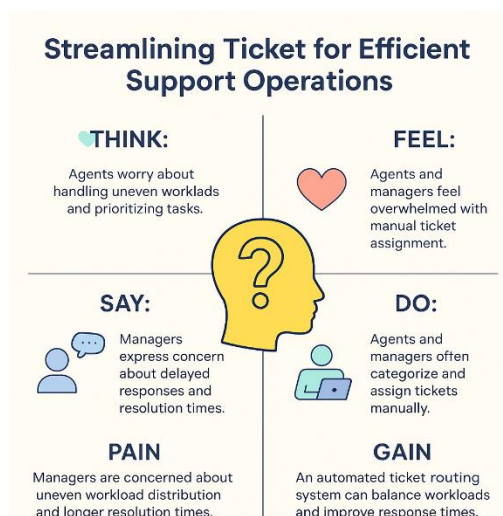 Streamlining Ticket for Efficient
Support Operations
THINK:
Agents worry about
handling uneven worklads
and prioritizing tasks.
FEEL:
Agents and
managers feel
overwhelmed with
manual ticket
assignment.
?
SAY:
Managers
express concern
about delayed
responses and
resolution times.
DO:
Agents and
managers often
categorize and
assign tickets
manually.
PAIN
Managers are concerned about
uneven workload distribution
and longer resolution times.
GAIN
An automated ticket routing
system can balance workloads
and improve response times.